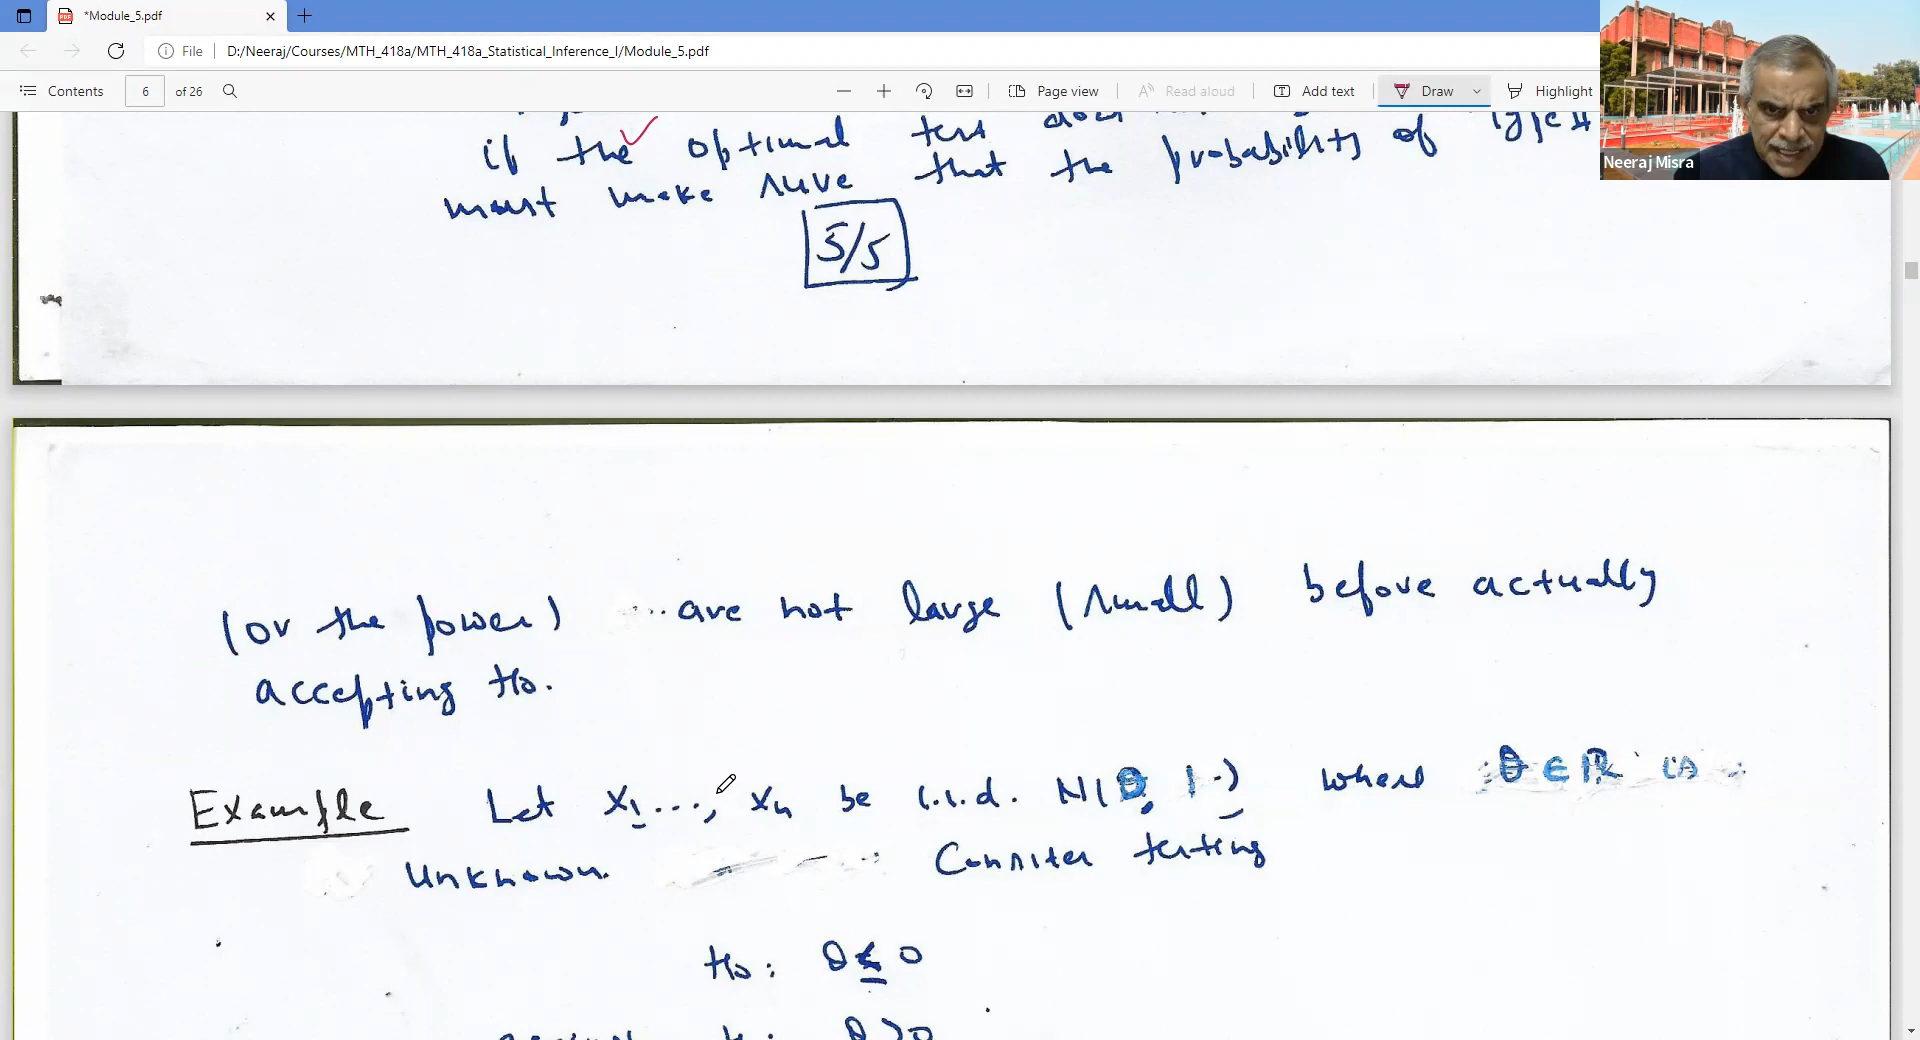 *Module_5.pdf
File D:/Neeraj/Courses/MTH_418a/MTH_418a_Statistical_Inference_I/Module_5.pdf
Contents 6 of 26 Page view Read aloud Add text Draw Highlight
Neeraj Misra
if the optimal test
must make sure that the probability of Type II
5/5
(or the power) ... are not large (small) before actually
accepting H0.
Example Let X1..., Xn be i.i.d. N(θ, 1) where θ ∈ ℝ is
unknown. Consider testing
H0: θ ≤ 0
θ > 0